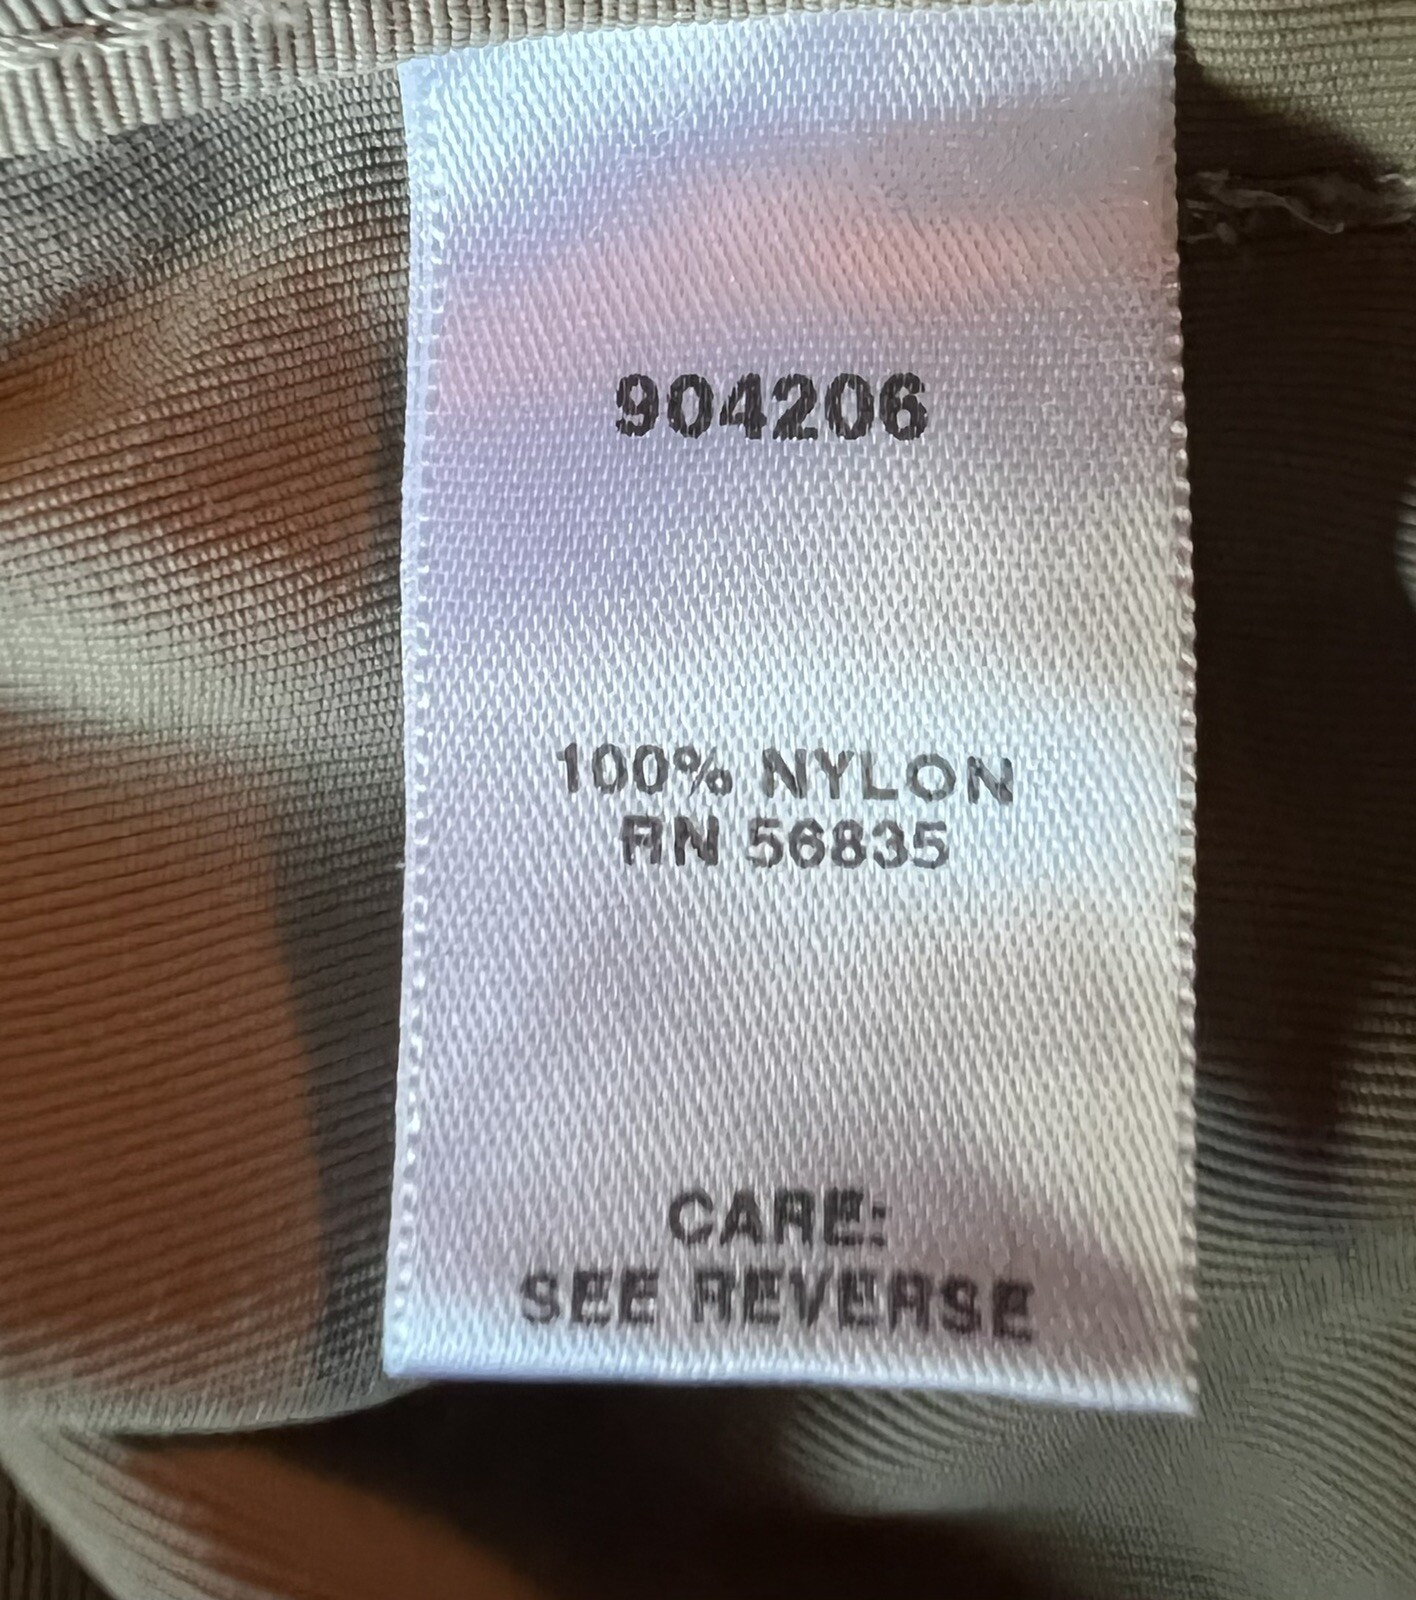 904206
100% NYLON
RN 56835
CARE:
SEE REVERSE